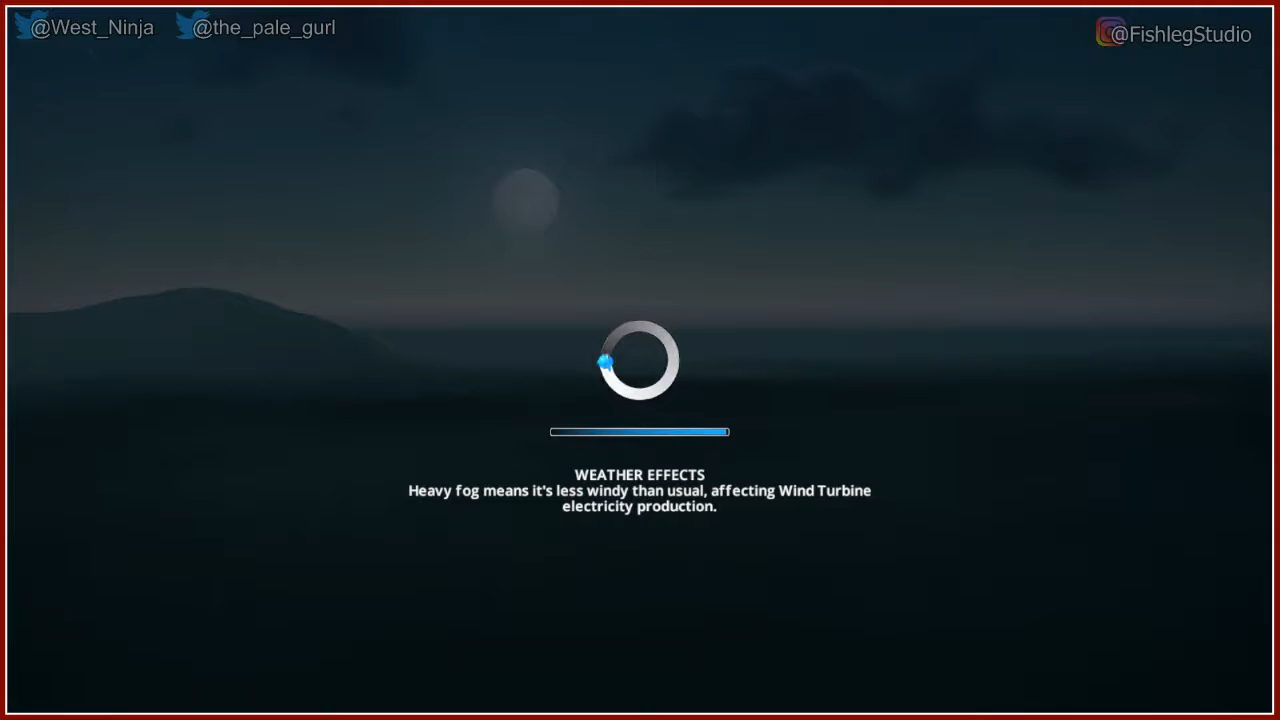 @West_Ninja @the_pale_gurl
@FishlegStudio
WEATHER EFFECTS
Heavy fog means it's less windy than usual, affecting Wind Turbine
electricity production.